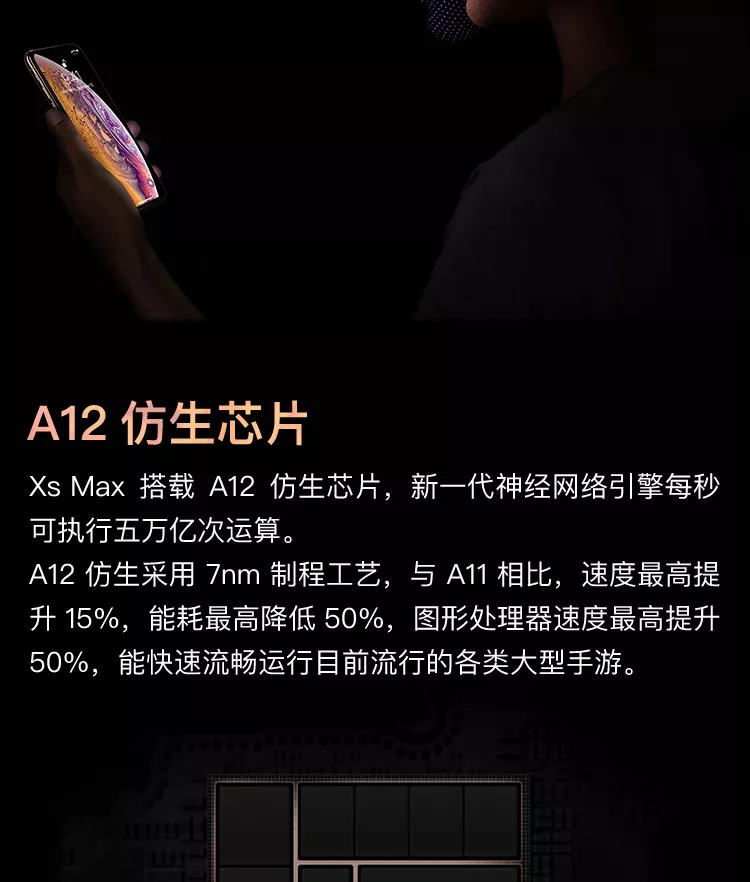 A12 仿生芯片
Xs Max 搭载 A12 仿生芯片，新一代神经网络引擎每秒
可执行五万亿次运算。
A12 仿生采用 7nm 制程工艺，与 A11 相比，速度最高提
升 15%，能耗最高降低 50%，图形处理器速度最高提升
50%，能快速流畅运行目前流行的各类大型手游。